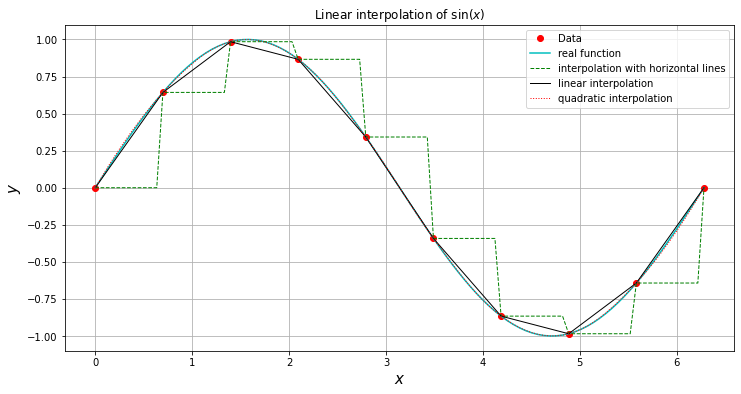 Linear interpolation of sin(x)
Data
real function
interpolation with horizontal lines
linear interpolation
quadratic interpolation
1.00
0.75
0.50
0.25
0.00
−0.25
−0.50
−0.75
−1.00
y
0 1 2 3 4 5 6
x